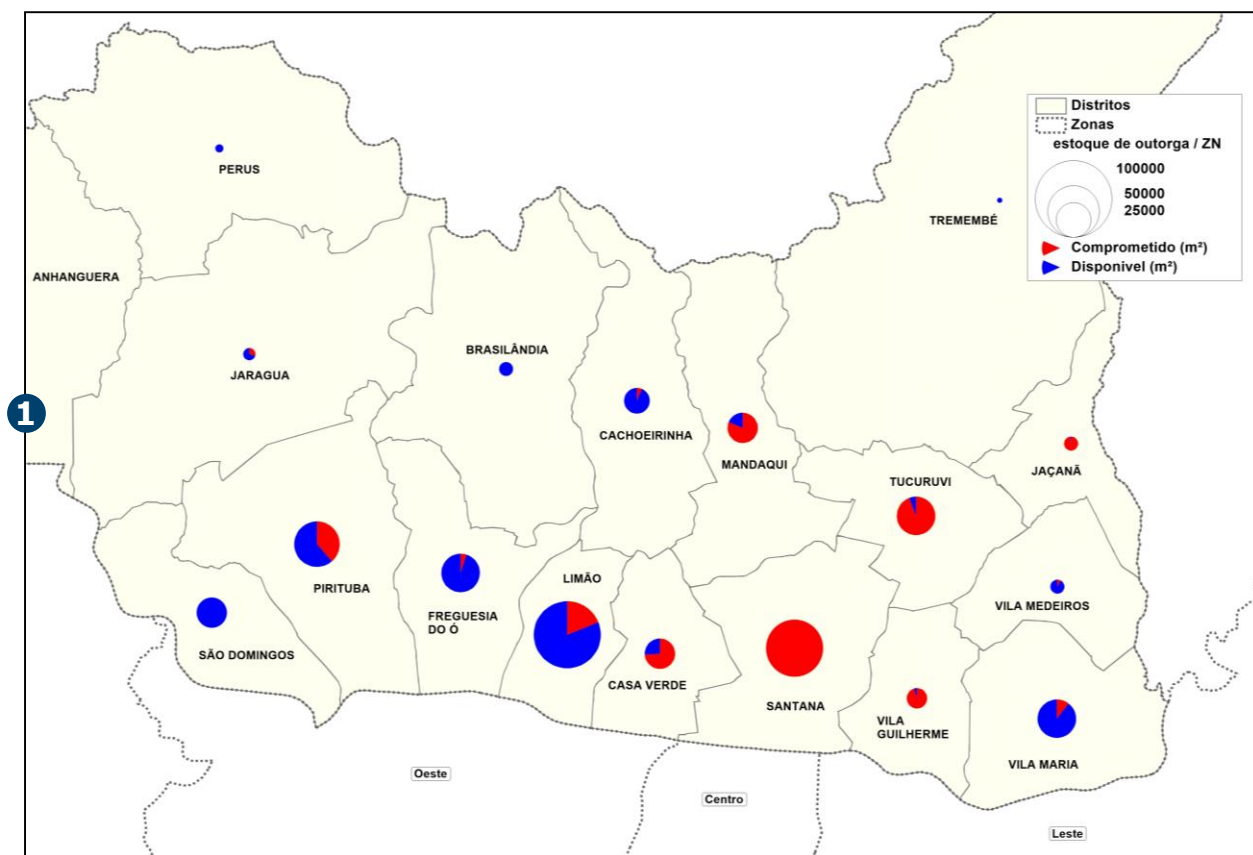 Distritos
Zonas
estoque de outorga / ZN
100000
50000
25000
Comprometido (m²)
Disponivel (m²)
PERUS
TREMEMBÉ
ANHANGUERA
BRASILÂNDIA
JARAGUA
1
CACHOEIRINHA
MANDAQUI
JAÇANÃ
TUCURUVI
LIMÃO
PIRITUBA
VILA MEDEIROS
FREGUESIA
DO Ó
SÃO DOMINGOS
CASA VERDE
SANTANA
VILA
GUILHERME
VILA MARIA
Oeste
Centro
Leste